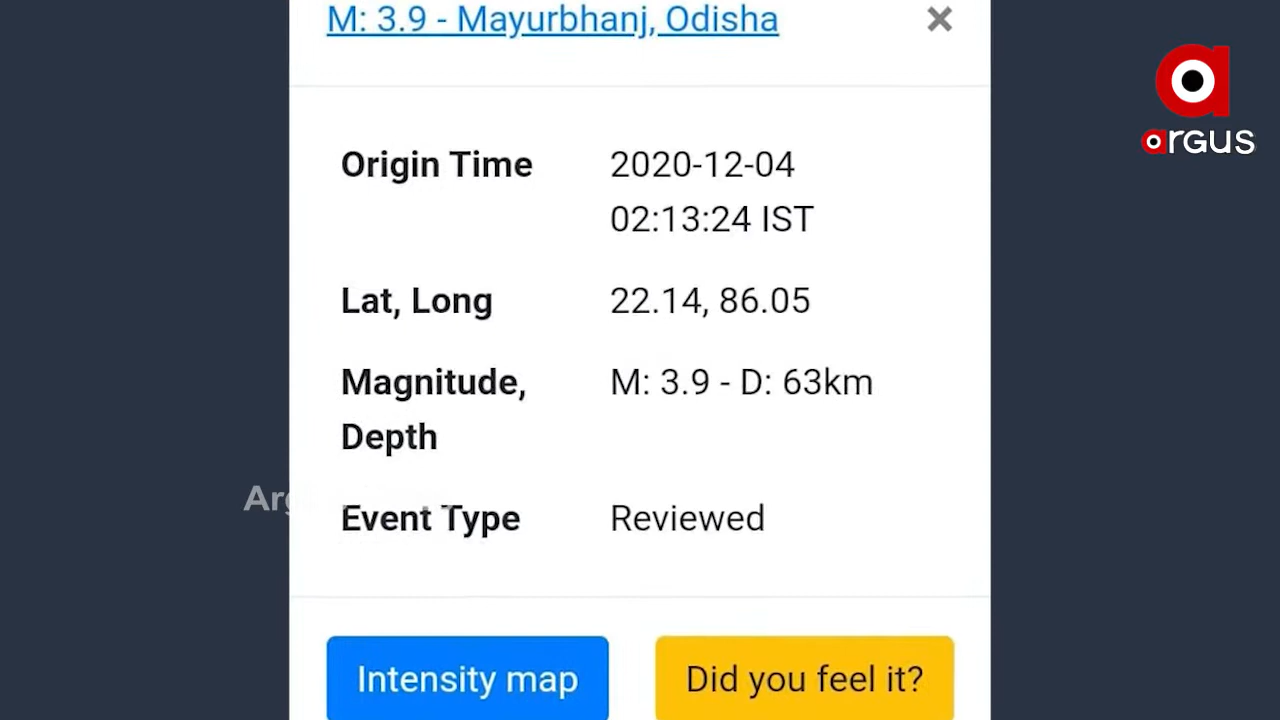 M: 3.9 - Mayurbhanj, Odisha ×
argus
Origin Time 2020-12-04
02:13:24 IST
Lat, Long 22.14, 86.05
Magnitude, M: 3.9 - D: 63km
Depth
Event Type Reviewed
Intensity map Did you feel it?